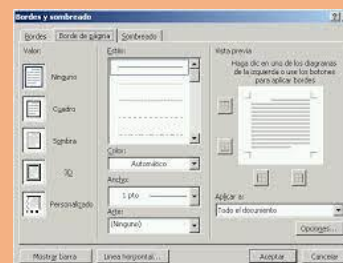 Bordes y sombreado
Bordes Borde de página Sombreado
Valor:
Ninguno
Cuadro
Sombra
3D
Personalizado
Estilo:
Color:
Automático
Ancho:
1 pto
Arte:
(Ninguno)
Vista previa
Haga clic en uno de los diagramas
de la izquierda o use los botones
para aplicar bordes
Aplicar a:
Todo el documento
Opciones...
Mostrar barra Línea horizontal... Aceptar Cancelar